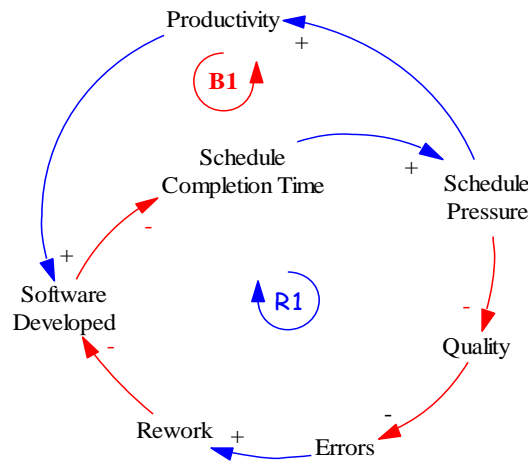 Productivity
+
B1
Schedule
Completion Time
+
Schedule
Pressure
-
+
Software
Developed
R1
-
-
Quality
-
Rework
+
Errors